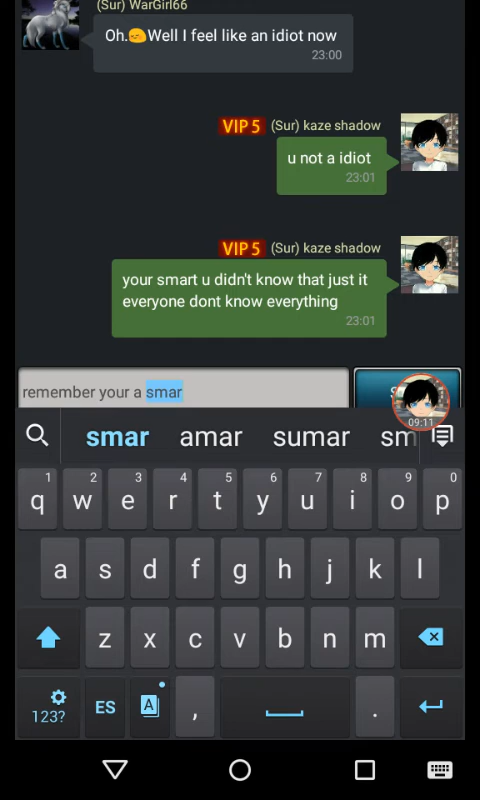 (Sur) WarGirl66
Oh.😊Well I feel like an idiot now
23:00
VIP 5 (Sur) kaze shadow
u not a idiot
23:01
VIP 5 (Sur) kaze shadow
your smart u didn't know that just it
everyone dont know everything
23:01
remember your a smar
S
09:11
smar amar sumar sm
1 2 3 4 5 6 7 8 9 0
q w e r t y u i o p
a s d f g h j k l
z x c v b n m
123? ES A , .